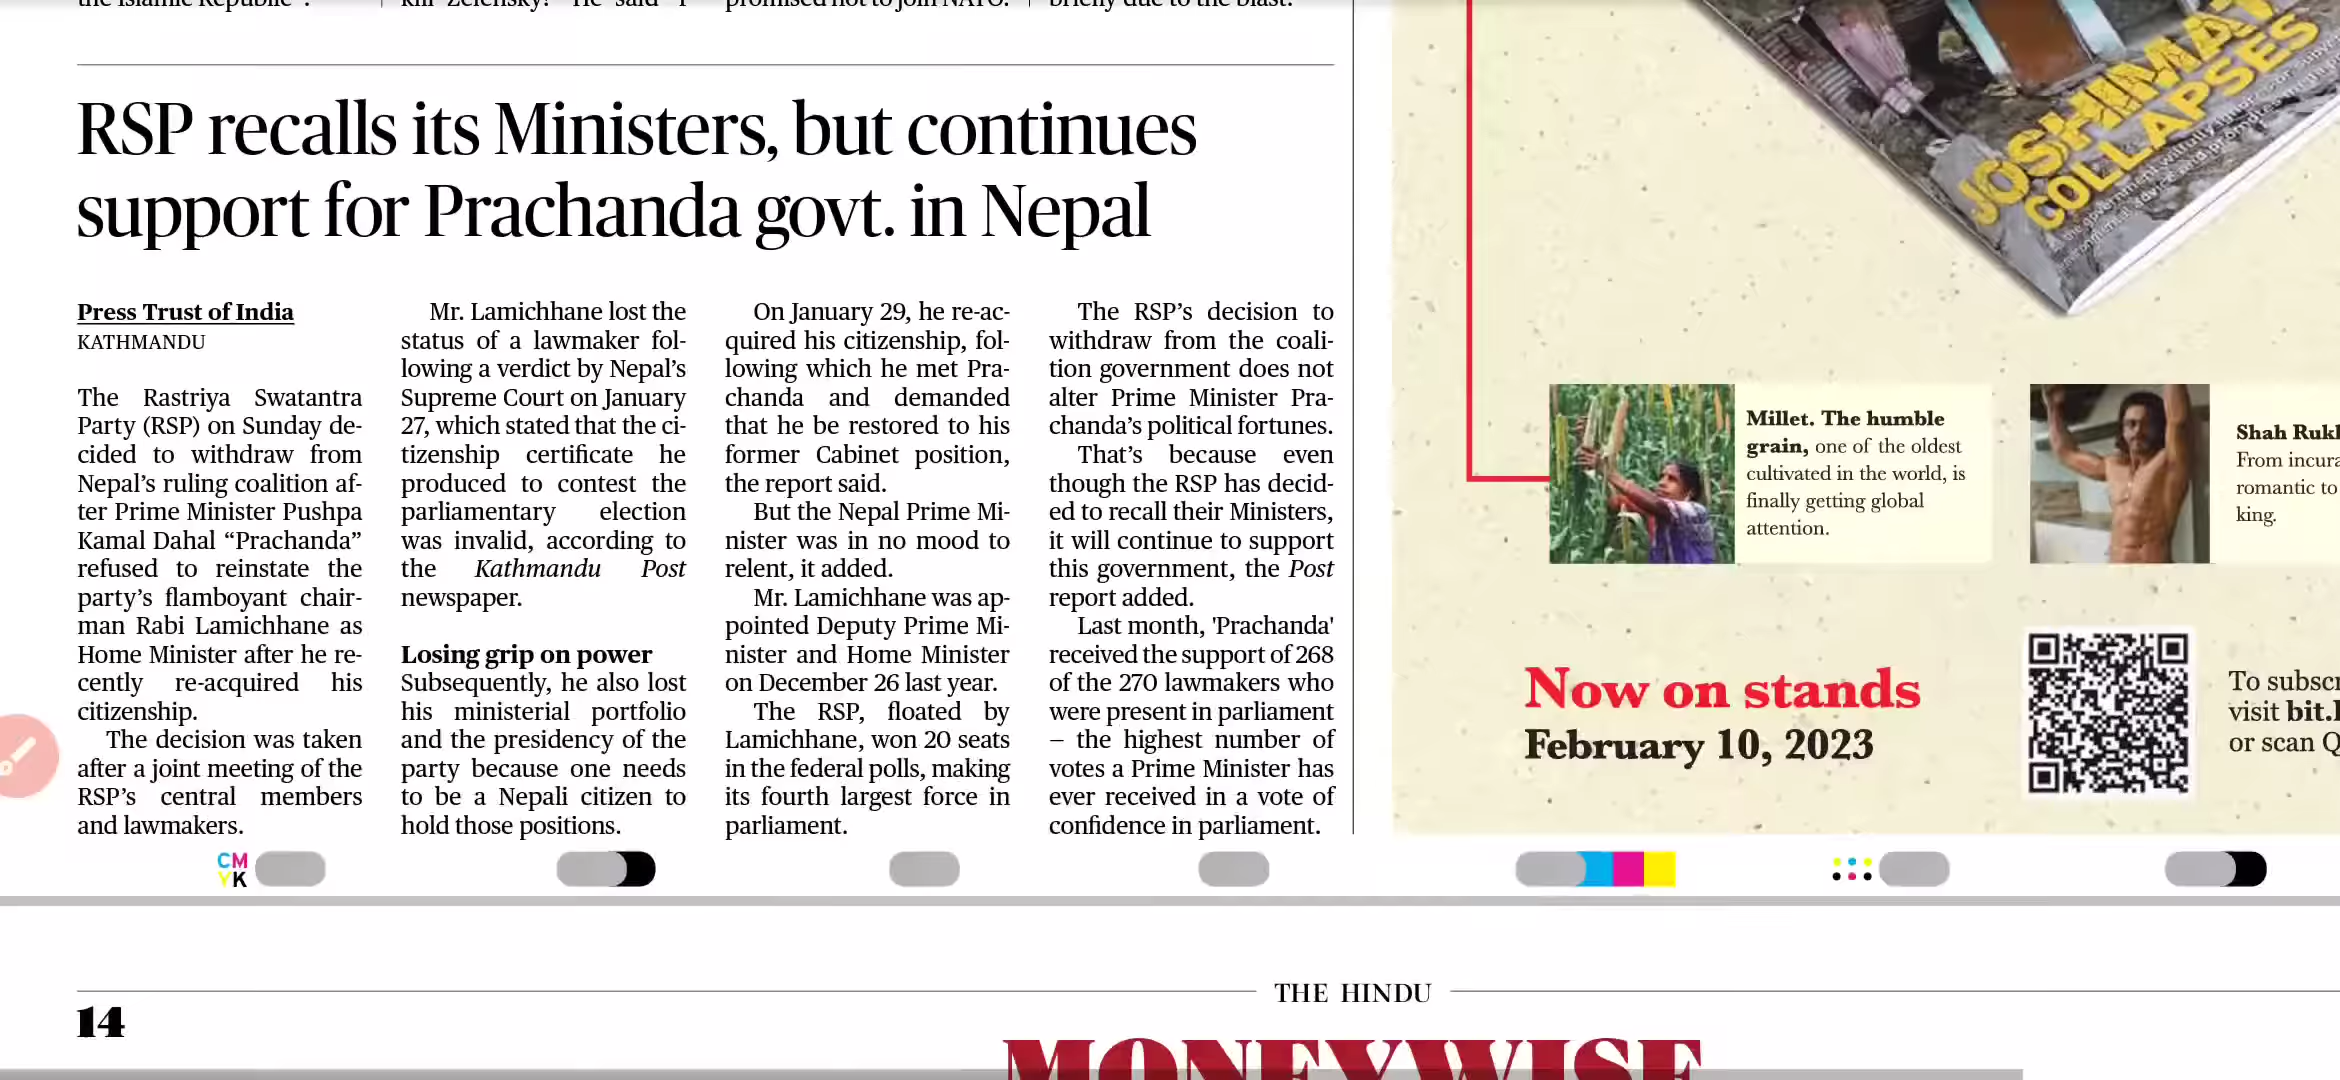 RSP recalls its Ministers, but continues
support for Prachanda govt. in Nepal
Press Trust of India
KATHMANDU
The Rastriya Swatantra
Party (RSP) on Sunday de-
cided to withdraw from
Nepal's ruling coalition af-
ter Prime Minister Pushpa
Kamal Dahal “Prachanda”
refused to reinstate the
party's flamboyant chair-
man Rabi Lamichhane as
Home Minister after he re-
cently re-acquired his
citizenship.
The decision was taken
after a joint meeting of the
RSP's central members
and lawmakers.
Mr. Lamichhane lost the
status of a lawmaker fol-
lowing a verdict by Nepal's
Supreme Court on January
27, which stated that the ci-
tizenship certificate he
produced to contest the
parliamentary election
was invalid, according to
the Kathmandu Post
newspaper.
Losing grip on power
Subsequently, he also lost
his ministerial portfolio
and the presidency of the
party because one needs
to be a Nepali citizen to
hold those positions.
On January 29, he re-ac-
quired his citizenship, fol-
lowing which he met Pra-
chanda and demanded
that he be restored to his
former Cabinet position,
the report said.
But the Nepal Prime Mi-
nister was in no mood to
relent, it added.
Mr. Lamichhane was ap-
pointed Deputy Prime Mi-
nister and Home Minister
on December 26 last year.
The RSP, floated by
Lamichhane, won 20 seats
in the federal polls, making
its fourth largest force in
parliament.
The RSP's decision to
withdraw from the coali-
tion government does not
alter Prime Minister Pra-
chanda's political fortunes.
That's because even
though the RSP has decid-
ed to recall their Ministers,
it will continue to support
this government, the Post
report added.
Last month, 'Prachanda'
received the support of 268
of the 270 lawmakers who
were present in parliament
– the highest number of
votes a Prime Minister has
ever received in a vote of
confidence in parliament.
COLLAPSES
Millet. The humble
grain, one of the oldest
cultivated in the world, is
finally getting global
attention.
Shah
From
romantic to
king.
Now on stands
February 10, 2023
To
visit
or scan
CM
YK
THE HINDU
14
MONEYWISE